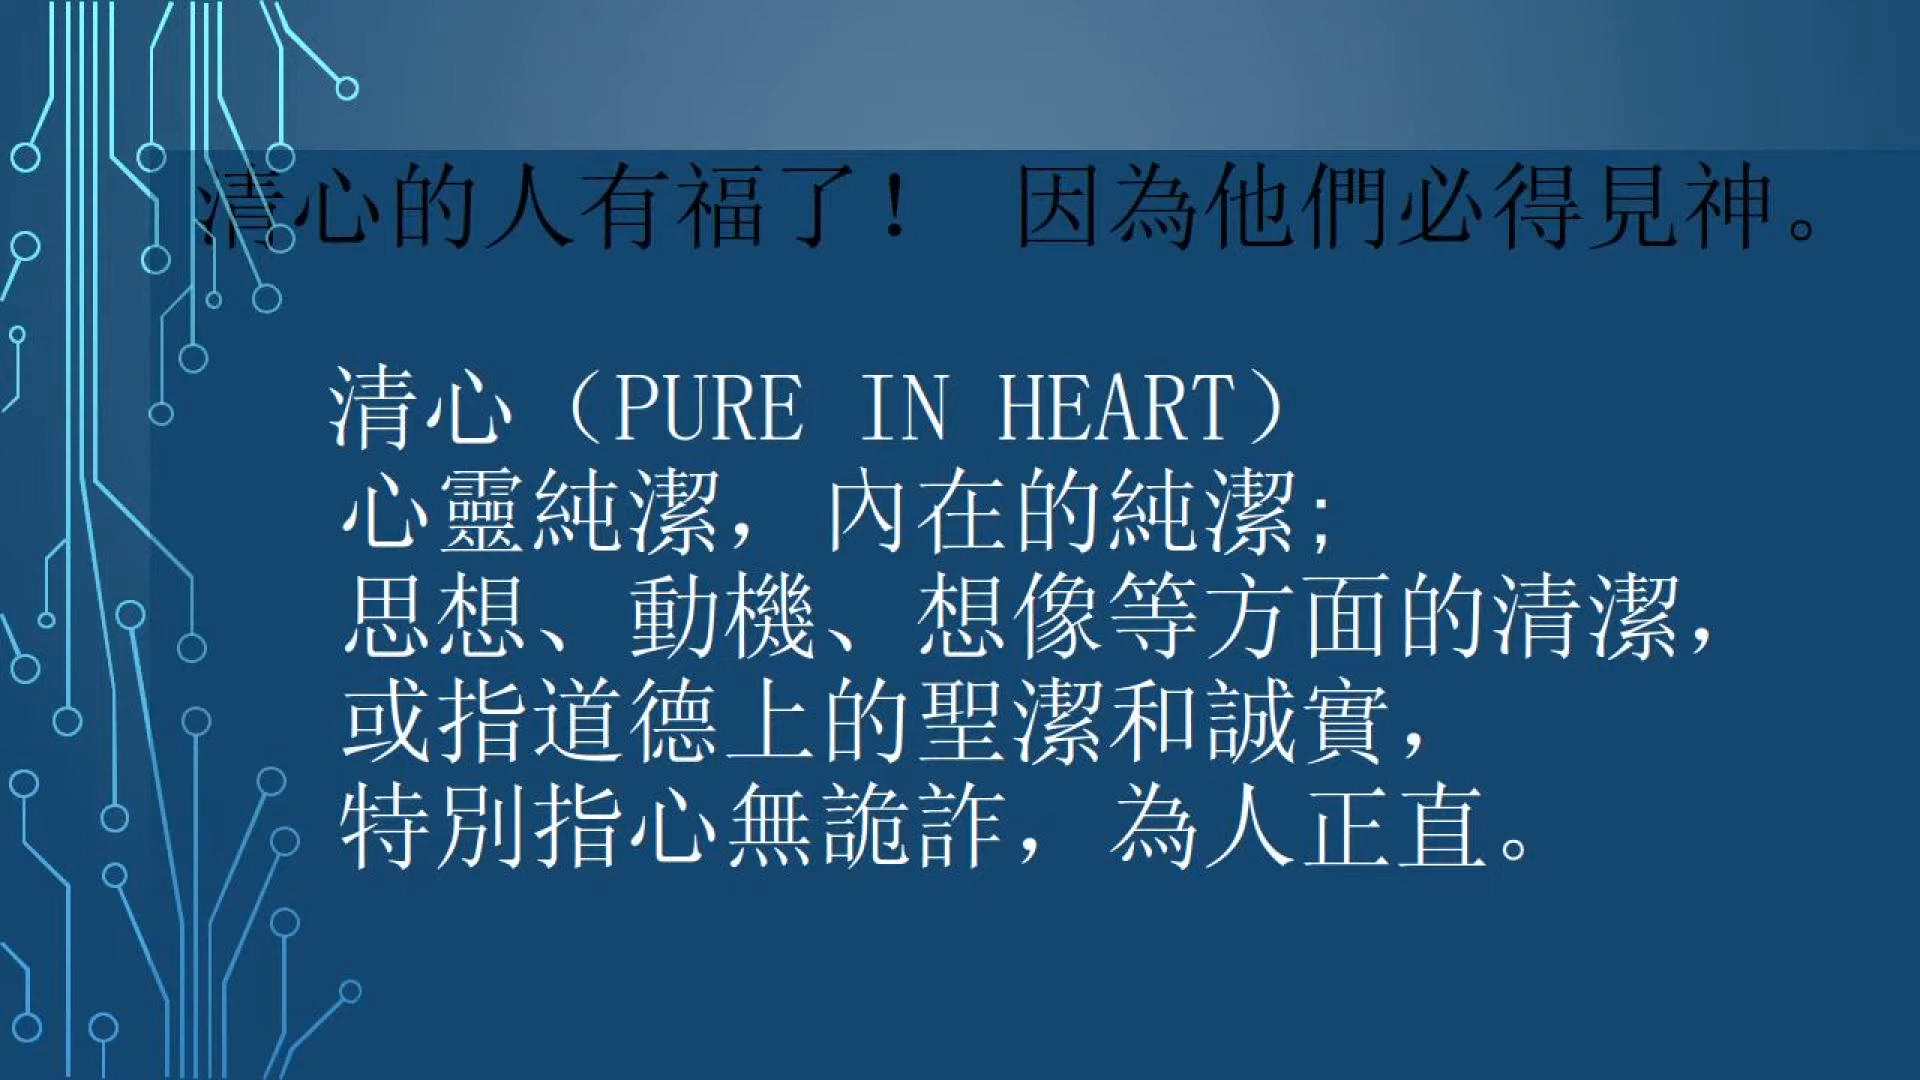 清心的人有福了！ 因為他們必得見神。
清心（PURE IN HEART）
心靈純潔，內在的純潔;
思想、動機、想像等方面的清潔，
或指道德上的聖潔和誠實，
特別指心無詭詐，為人正直。